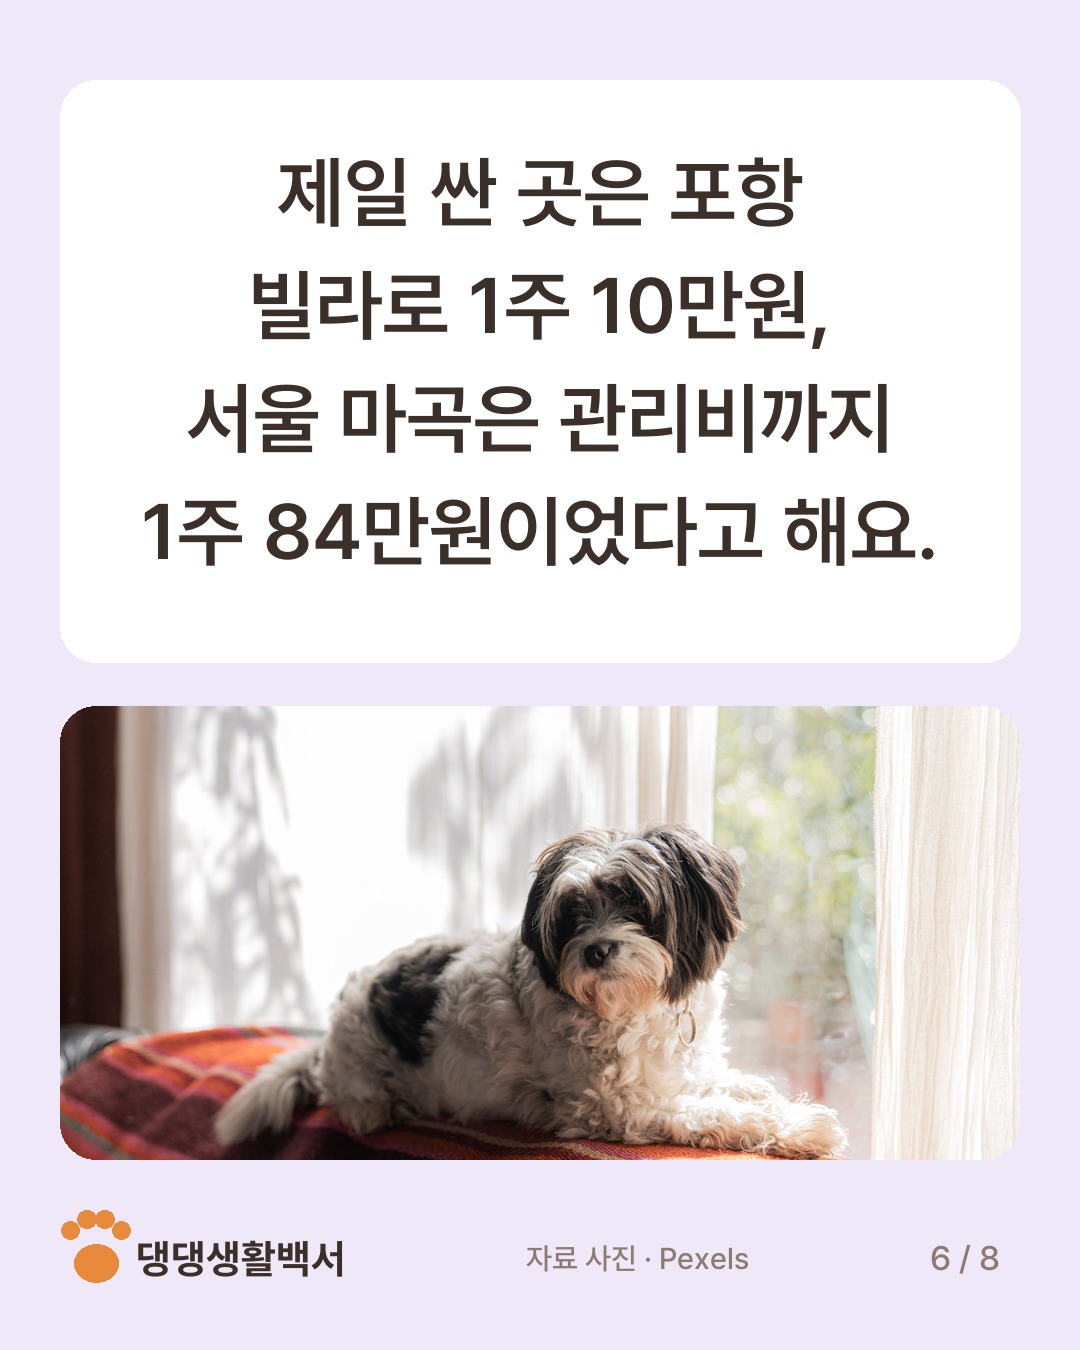 제일 싼 곳은 포항
빌라로 1주 10만원,
서울 마곡은 관리비까지
1주 84만원이었다고 해요.
댕댕생활백서
자료 사진 · Pexels
6 / 8